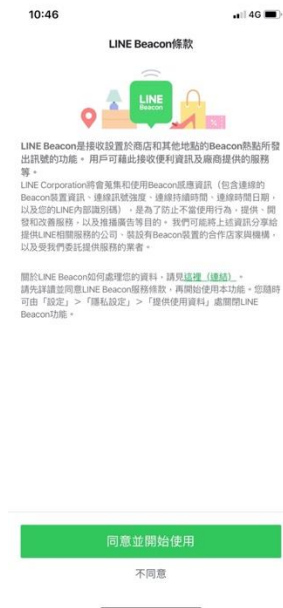 10:46
4G
LINE Beacon條款
LINE
Beacon
LINE Beacon是接收設置於商店和其他地點的Beacon熱點所發
出訊號的功能。 用戶可藉此接收便利資訊及廠商提供的服務
等。
LINE Corporation將會蒐集和使用Beacon感應資訊（包含連線的
Beacon裝置資訊、連線訊號強度、連線持續時間、連線時間日期，
以及您的LINE內部識別碼），是為了防止不當使用行為，提供、開
發和改善服務，以及推播廣告等目的。 我們可能將上述資訊分享給
提供LINE相關服務的公司、裝設有Beacon裝置的合作店家與機構，
以及受我們委託提供服務的業者。
關於LINE Beacon如何處理您的資料，請見這裡（連結）。
請先詳讀並同意LINE Beacon服務條款，再開始使用本功能。您隨時
可由「設定」＞「隱私設定」＞「提供使用資料」處關閉LINE
Beacon功能。
同意並開始使用
不同意